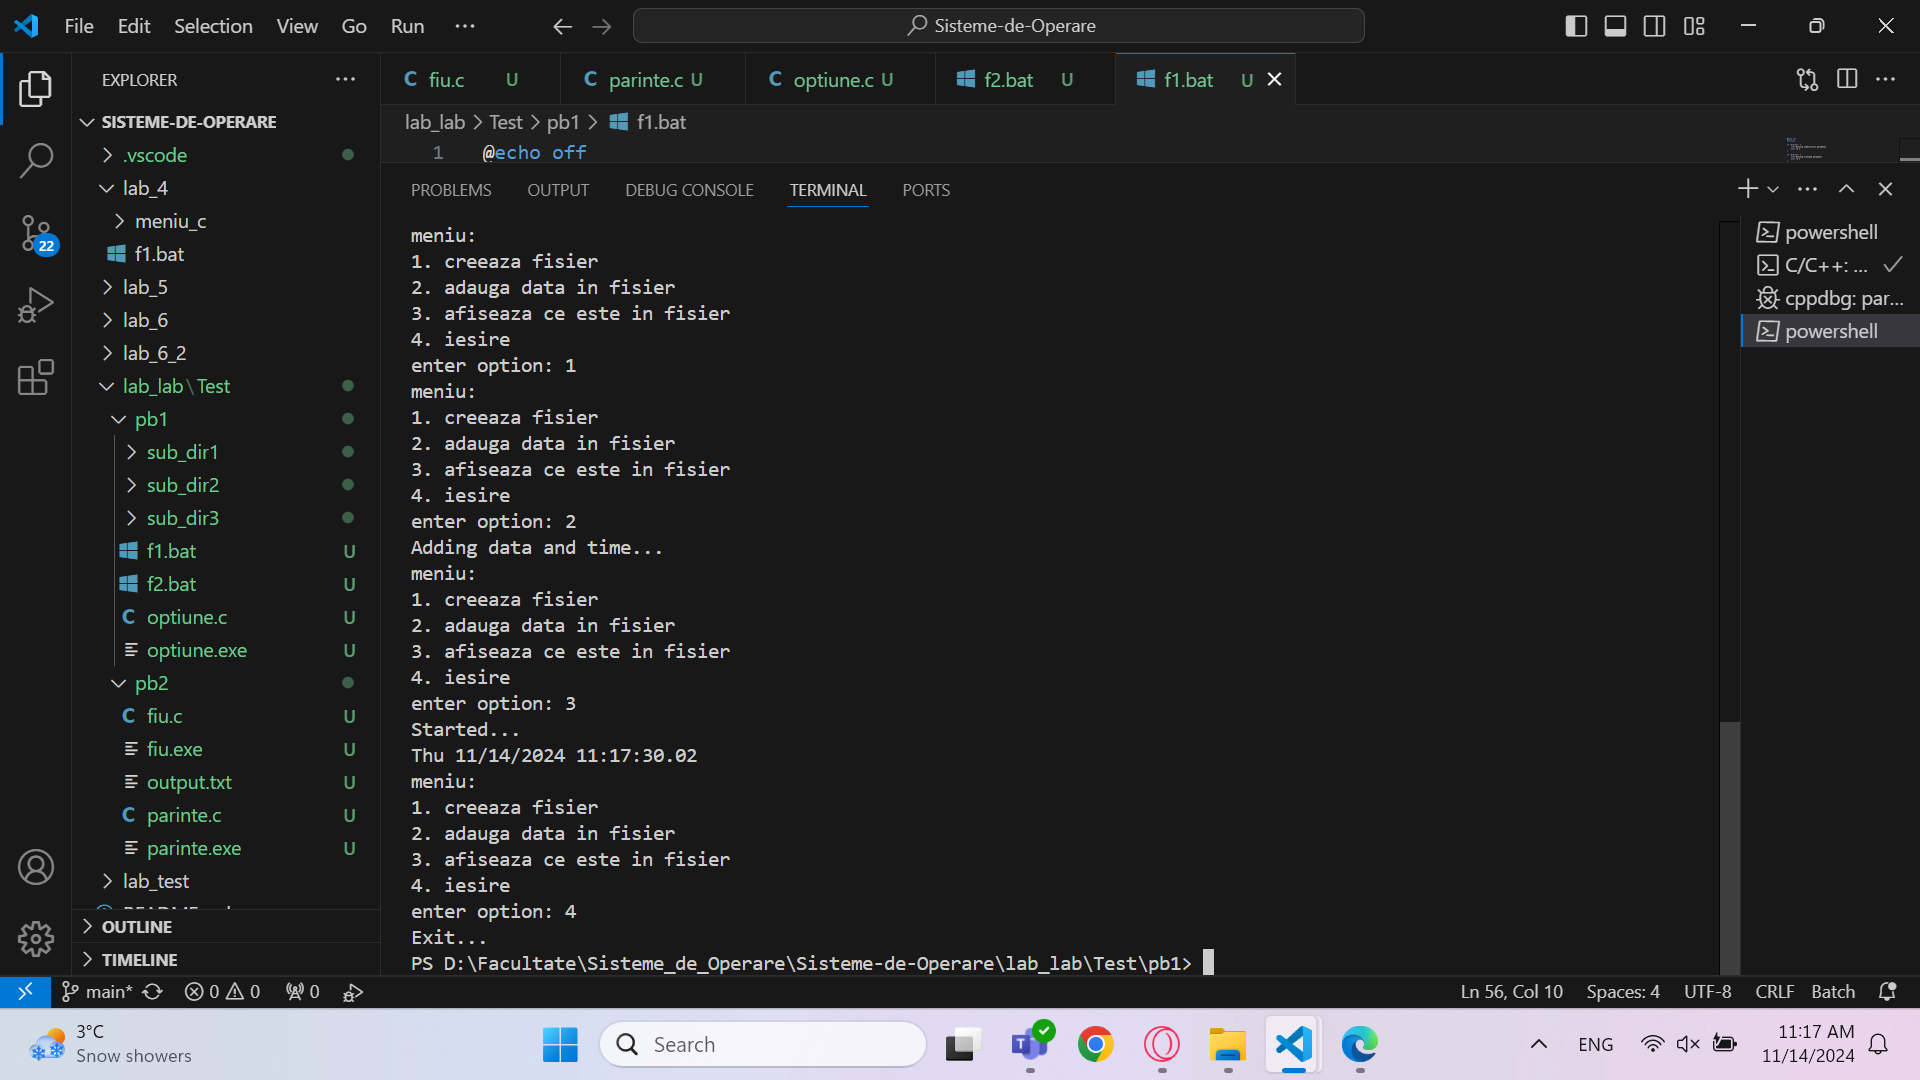 File Edit Selection View Go Run ···
Sisteme-de-Operare
EXPLORER
SISTEME-DE-OPERARE
.vscode
lab_4
meniu_c
f1.bat
lab_5
lab_6
lab_6_2
lab_lab\Test
pb1
sub_dir1
sub_dir2
sub_dir3
f1.bat U
f2.bat U
C optiune.c U
optiune.exe U
pb2
C fiu.c U
fiu.exe U
output.txt U
C parinte.c U
parinte.exe U
lab_test
OUTLINE
TIMELINE
22
C fiu.c U
C parinte.c U
C optiune.c U
f2.bat U
f1.bat U
lab_lab > Test > pb1 > f1.bat
1 @echo off
PROBLEMS OUTPUT DEBUG CONSOLE TERMINAL PORTS
meniu:
1. creeaza fisier
2. adauga data in fisier
3. afiseaza ce este in fisier
4. iesire
enter option: 1
meniu:
1. creeaza fisier
2. adauga data in fisier
3. afiseaza ce este in fisier
4. iesire
enter option: 2
Adding data and time...
meniu:
1. creeaza fisier
2. adauga data in fisier
3. afiseaza ce este in fisier
4. iesire
enter option: 3
Started...
Thu 11/14/2024 11:17:30.02
meniu:
1. creeaza fisier
2. adauga data in fisier
3. afiseaza ce este in fisier
4. iesire
enter option: 4
Exit...
PS D:\Facultate\Sisteme_de_Operare\Sisteme-de-Operare\lab_lab\Test\pb1>
powershell
C/C++: ...
cppdbg: par...
powershell
main* 0 0 0
Ln 56, Col 10 Spaces: 4 UTF-8 CRLF Batch
3°C
Snow showers
Search
ENG
11:17 AM
11/14/2024